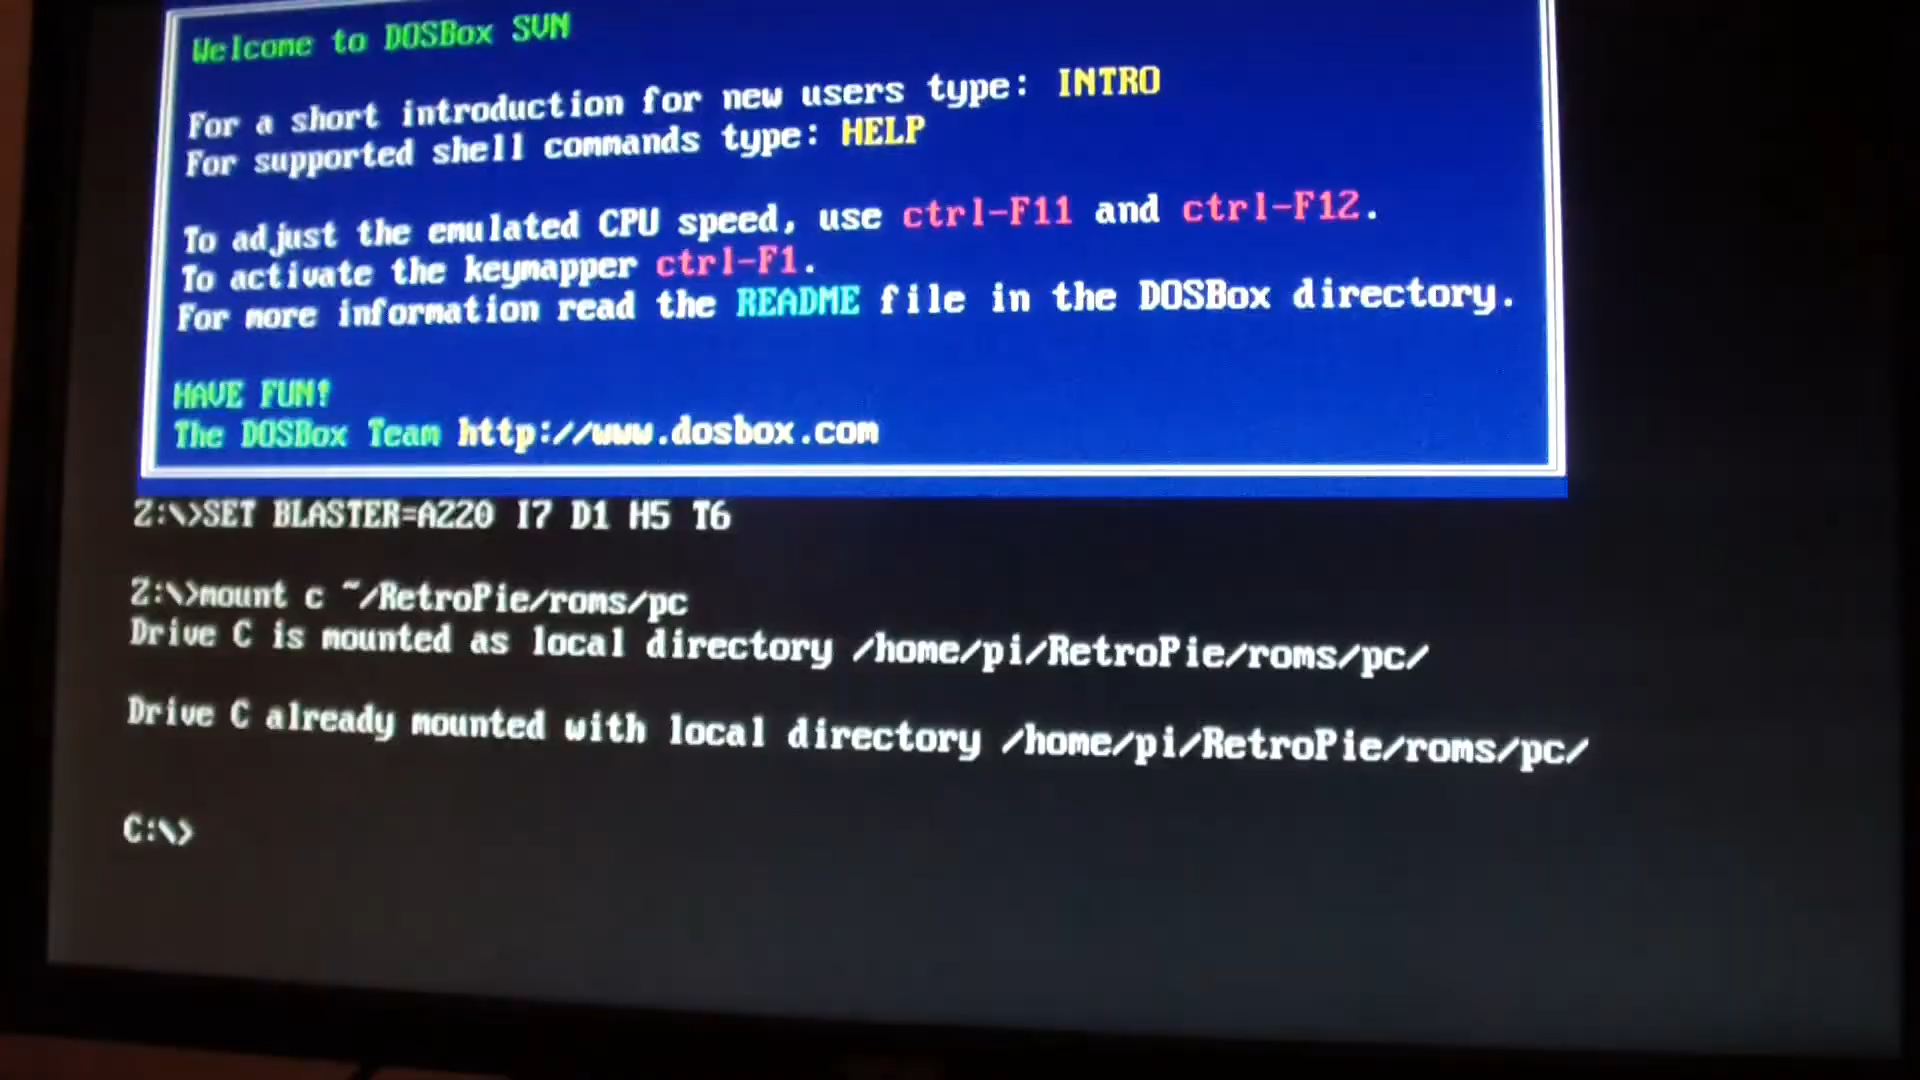 Welcome to DOSBox SVN
For a short introduction for new users type: INTRO
For supported shell commands type: HELP
To adjust the emulated CPU speed, use ctrl-F11 and ctrl-F12.
To activate the keymapper ctrl-F1.
For more information read the README file in the DOSBox directory.
HAVE FUN!
The DOSBox Team http://www.dosbox.com
Z:\>SET BLASTER=A220 I7 D1 H5 T6
Z:\>mount c ~/RetroPie/roms/pc
Drive C is mounted as local directory /home/pi/RetroPie/roms/pc/
Drive C already mounted with local directory /home/pi/RetroPie/roms/pc/
C:\>